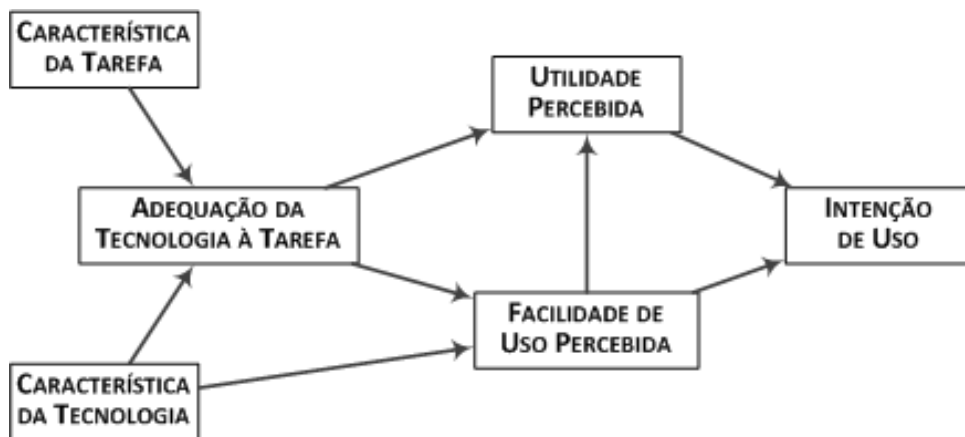 CARACTERÍSTICA
DA TAREFA
UTILIDADE
PERCEBIDA
ADEQUAÇÃO DA
TECNOLOGIA À TAREFA
INTENÇÃO
DE USO
FACILIDADE DE
USO PERCEBIDA
CARACTERÍSTICA
DA TECNOLOGIA